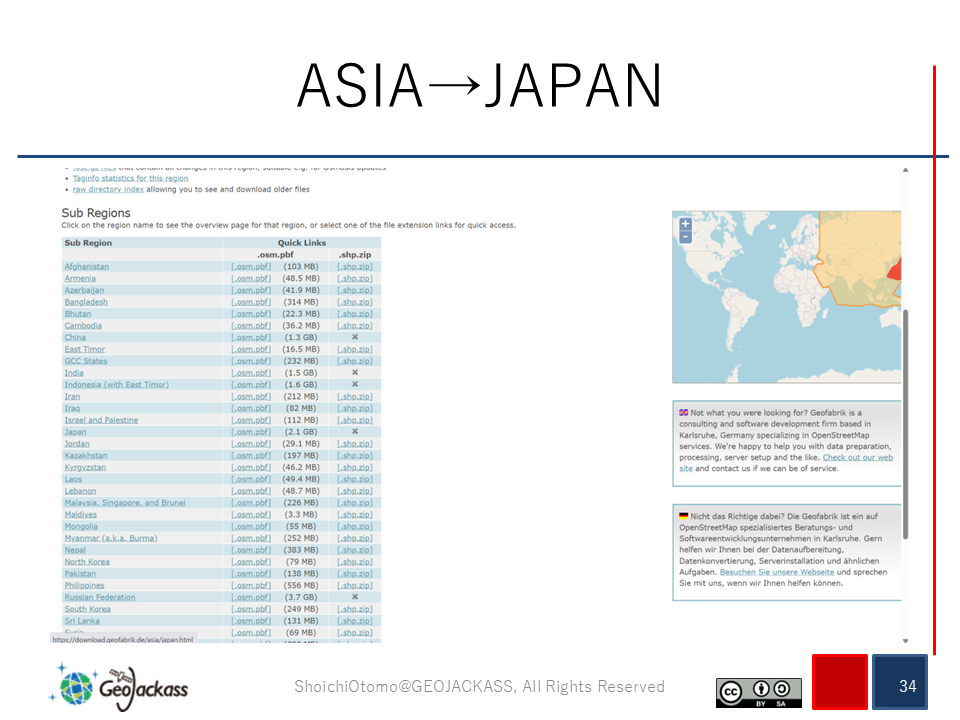 ASIA→JAPAN
.osc.gz files that contain all changes in this region, suitable e.g. for Osmosis updates
Taginfo statistics for this region
raw directory index allowing you to see and download older files
Sub Regions
Click on the region name to see the overview page for that region, or select one of the file extension links for quick access.
Sub Region Quick Links
.osm.pbf .shp.zip
Afghanistan [.osm.pbf] (103 MB) [.shp.zip]
Armenia [.osm.pbf] (48.5 MB) [.shp.zip]
Azerbaijan [.osm.pbf] (41.9 MB) [.shp.zip]
Bangladesh [.osm.pbf] (314 MB) [.shp.zip]
Bhutan [.osm.pbf] (22.3 MB) [.shp.zip]
Cambodia [.osm.pbf] (36.2 MB) [.shp.zip]
China [.osm.pbf] (1.3 GB) ✖
East Timor [.osm.pbf] (16.5 MB) [.shp.zip]
GCC States [.osm.pbf] (232 MB) [.shp.zip]
India [.osm.pbf] (1.5 GB) ✖
Indonesia (with East Timor) [.osm.pbf] (1.6 GB) ✖
Iran [.osm.pbf] (212 MB) [.shp.zip]
Iraq [.osm.pbf] (82 MB) [.shp.zip]
Israel and Palestine [.osm.pbf] (112 MB) [.shp.zip]
Japan [.osm.pbf] (2.1 GB) ✖
Jordan [.osm.pbf] (29.1 MB) [.shp.zip]
Kazakhstan [.osm.pbf] (197 MB) [.shp.zip]
Kyrgyzstan [.osm.pbf] (46.2 MB) [.shp.zip]
Laos [.osm.pbf] (49.4 MB) [.shp.zip]
Lebanon [.osm.pbf] (48.7 MB) [.shp.zip]
Malaysia, Singapore, and Brunei [.osm.pbf] (226 MB) [.shp.zip]
Maldives [.osm.pbf] (3.3 MB) [.shp.zip]
Mongolia [.osm.pbf] (55 MB) [.shp.zip]
Myanmar (a.k.a. Burma) [.osm.pbf] (252 MB) [.shp.zip]
Nepal [.osm.pbf] (383 MB) [.shp.zip]
North Korea [.osm.pbf] (79 MB) [.shp.zip]
Pakistan [.osm.pbf] (138 MB) [.shp.zip]
Philippines [.osm.pbf] (556 MB) [.shp.zip]
Russian Federation [.osm.pbf] (3.7 GB) ✖
South Korea [.osm.pbf] (249 MB) [.shp.zip]
Sri Lanka [.osm.pbf] (131 MB) [.shp.zip]
Syria [.osm.pbf] (69 MB) [.shp.zip]
https://download.geofabrik.de/asia/japan.html
+
-
Not what you were looking for? Geofabrik is a
consulting and software development firm based in
Karlsruhe, Germany specializing in OpenStreetMap
services. We're happy to help you with data preparation,
processing, server setup and the like. Check out our web
site and contact us if we can be of service.
Nicht das Richtige dabei? Die Geofabrik ist ein auf
OpenStreetMap spezialisiertes Beratungs- und
Softwareentwicklungsunternehmen in Karlsruhe. Gern
helfen wir Ihnen bei der Datenaufbereitung,
Datenkonvertierung, Serverinstallation und ähnlichen
Aufgaben. Besuchen Sie unsere Webseite und sprechen
Sie mit uns, wenn wir Ihnen helfen können.
GeoJackass
ShoichiOtomo@GEOJACKASS, All Rights Reserved
cc BY SA
34